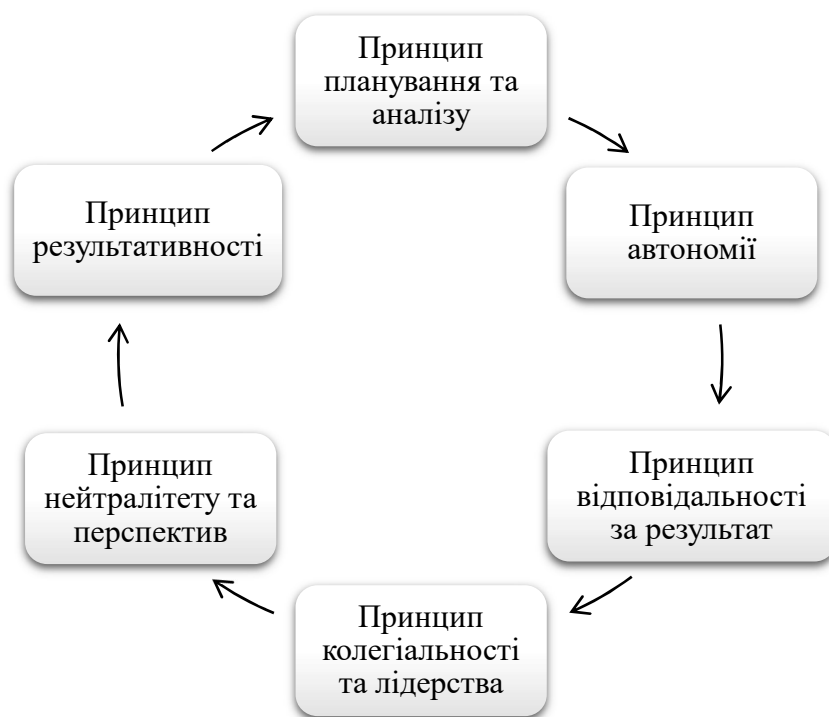 Принцип
планування та
аналізу
Принцип
автономії
Принцип
відповідальності
за результат
Принцип
колегіальності
та лідерства
Принцип
нейтралітету та
перспектив
Принцип
результативності